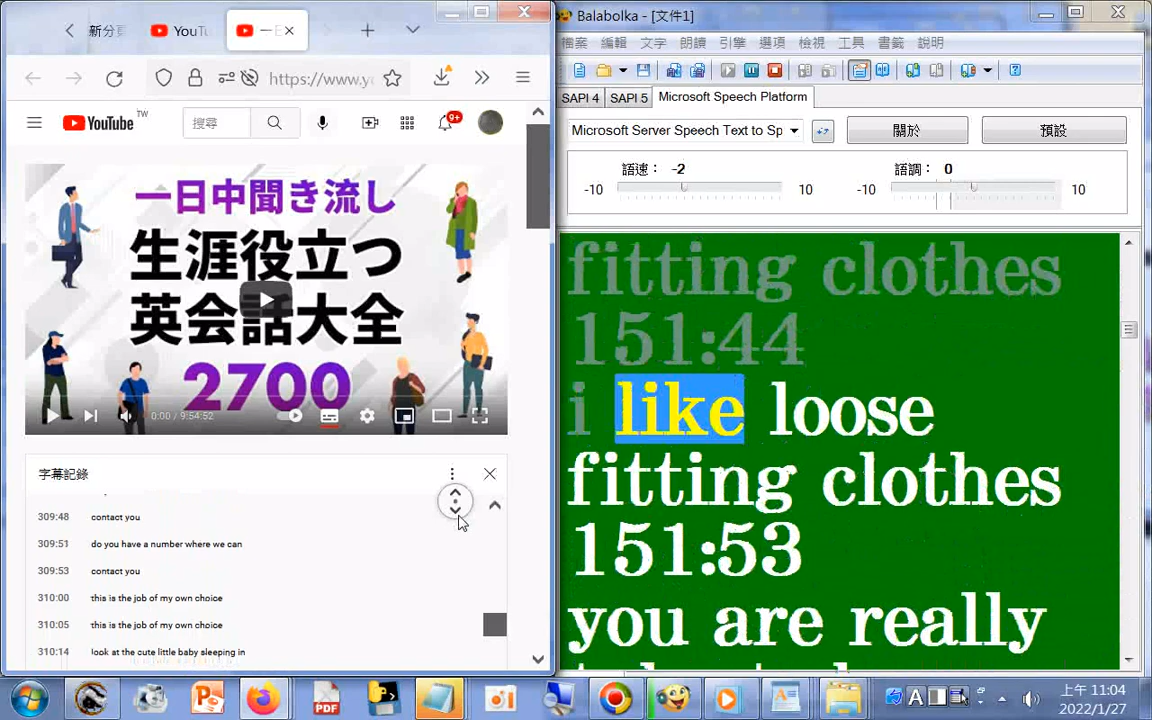 新分
YouTu
一E
https://www.y
YouTube TW
搜尋
9+
一日中聞き流し
生涯役立つ
英会話大全
2700
0:00 / 9:54:52
字幕記錄
309:48 contact you
309:51 do you have a number where we can
309:53 contact you
310:00 this is the job of my own choice
310:05 this is the job of my own choice
310:14 look at the cute little baby sleeping in
Balabolka - [文件1]
檔案 編輯 文字 朗讀 引擎 選項 檢視 工具 書籤 說明
SAPI 4 SAPI 5 Microsoft Speech Platform
Microsoft Server Speech Text to Sp
關於 預設
語速： -2 語調： 0
-10 10 -10 10
fitting clothes
151:44
i like loose
fitting clothes
151:53
you are really
PDF
A
上午 11:04
2022/1/27